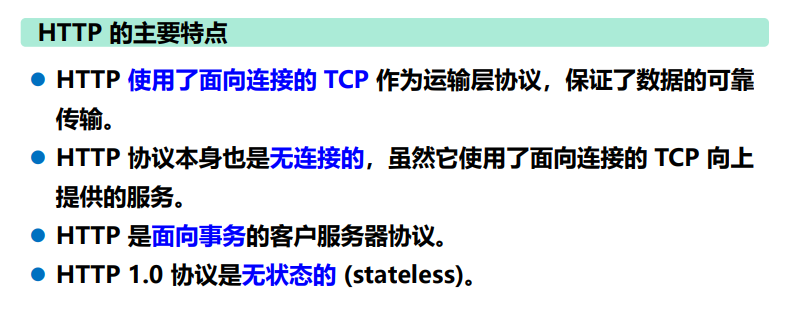 HTTP 的主要特点
HTTP 使用了面向连接的 TCP 作为运输层协议，保证了数据的可靠
传输。
HTTP 协议本身也是无连接的，虽然它使用了面向连接的 TCP 向上
提供的服务。
HTTP 是面向事务的客户服务器协议。
HTTP 1.0 协议是无状态的 (stateless)。